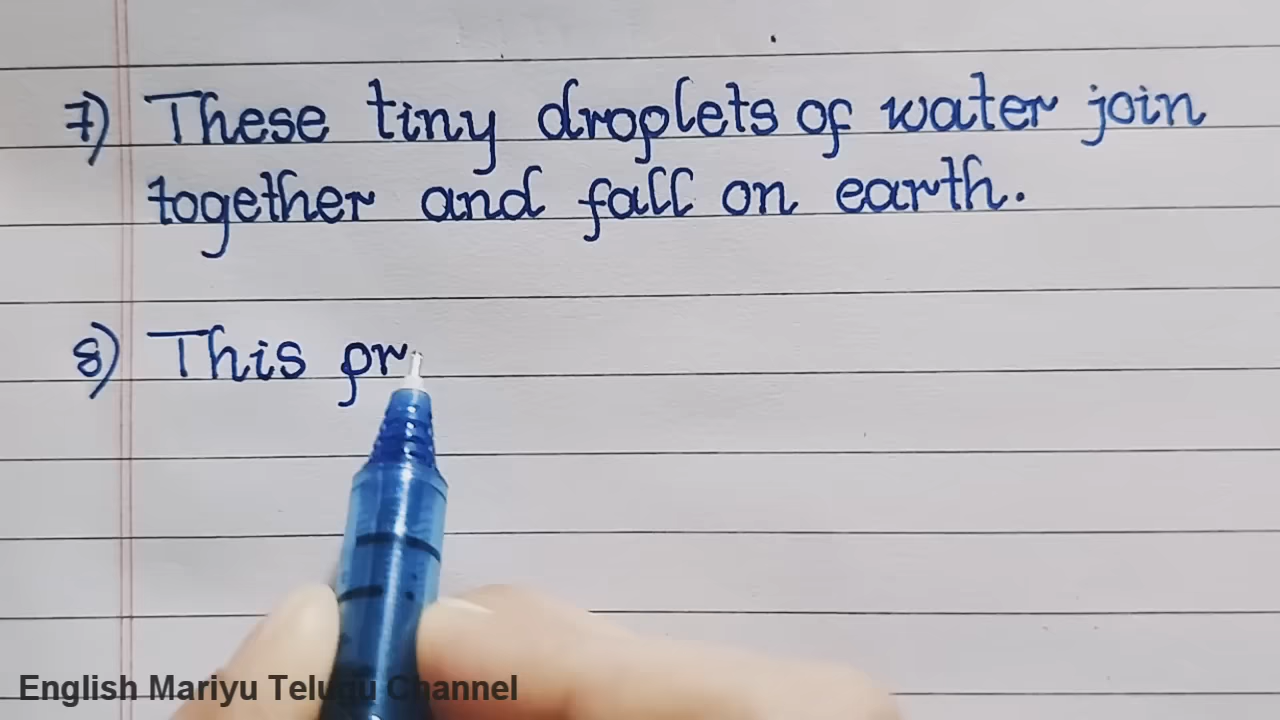 7) These tiny droplets of water join
together and fall on earth.
8) This pr
English Mariyu Telugu Channel